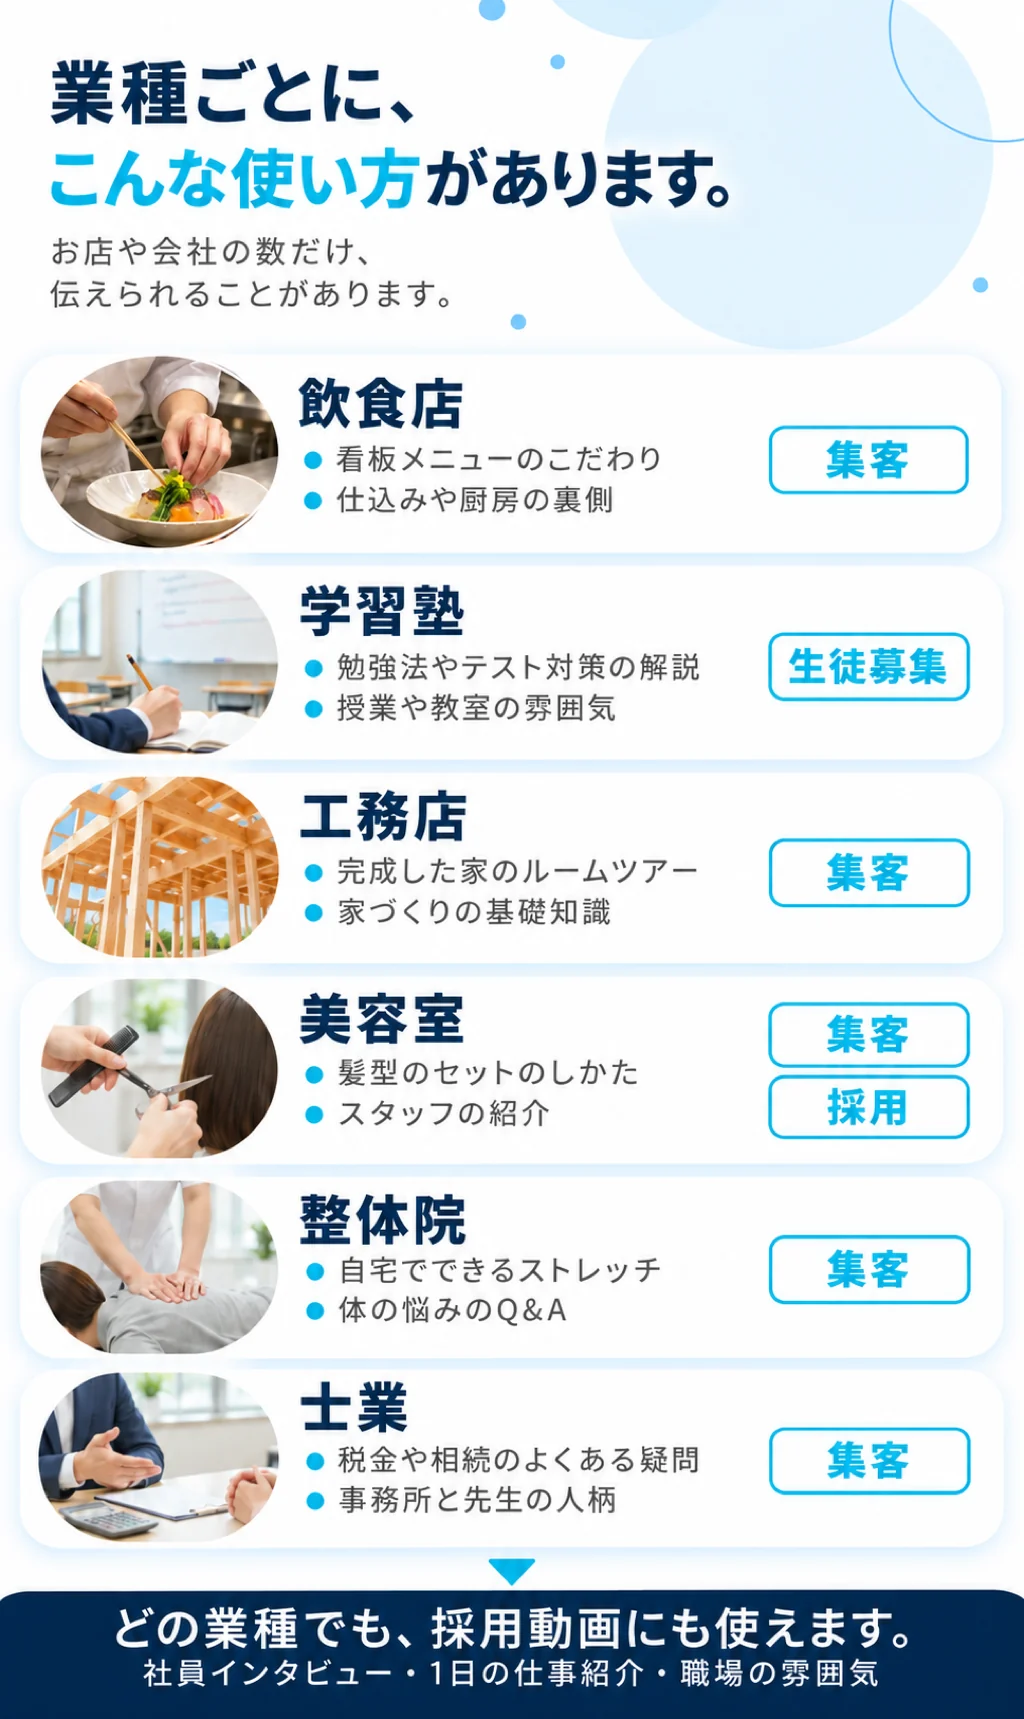 業種ごとに、
こんな使い方があります。
お店や会社の数だけ、
伝えられることがあります。
飲食店
看板メニューのこだわり
仕込みや厨房の裏側
集客
学習塾
勉強法やテスト対策の解説
授業や教室の雰囲気
生徒募集
工務店
完成した家のルームツアー
家づくりの基礎知識
集客
美容室
髪型のセットのしかた
スタッフの紹介
集客
採用
整体院
自宅でできるストレッチ
体の悩みのQ&A
集客
士業
税金や相続のよくある疑問
事務所と先生の人柄
集客
どの業種でも、採用動画にも使えます。
社員インタビュー・1日の仕事紹介・職場の雰囲気